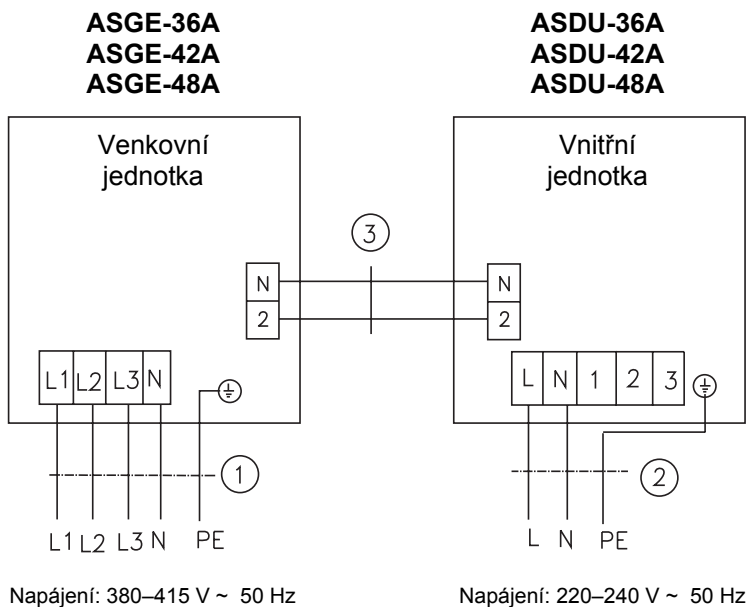 ASGE-36A
ASGE-42A
ASGE-48A
ASDU-36A
ASDU-42A
ASDU-48A
Venkovní
jednotka
Vnitřní
jednotka
3
N
2
N
2
L1 L2 L3 N
L N 1 2 3
1
2
L1 L2 L3 N PE
L N PE
Napájení: 380–415 V ~ 50 Hz
Napájení: 220–240 V ~ 50 Hz